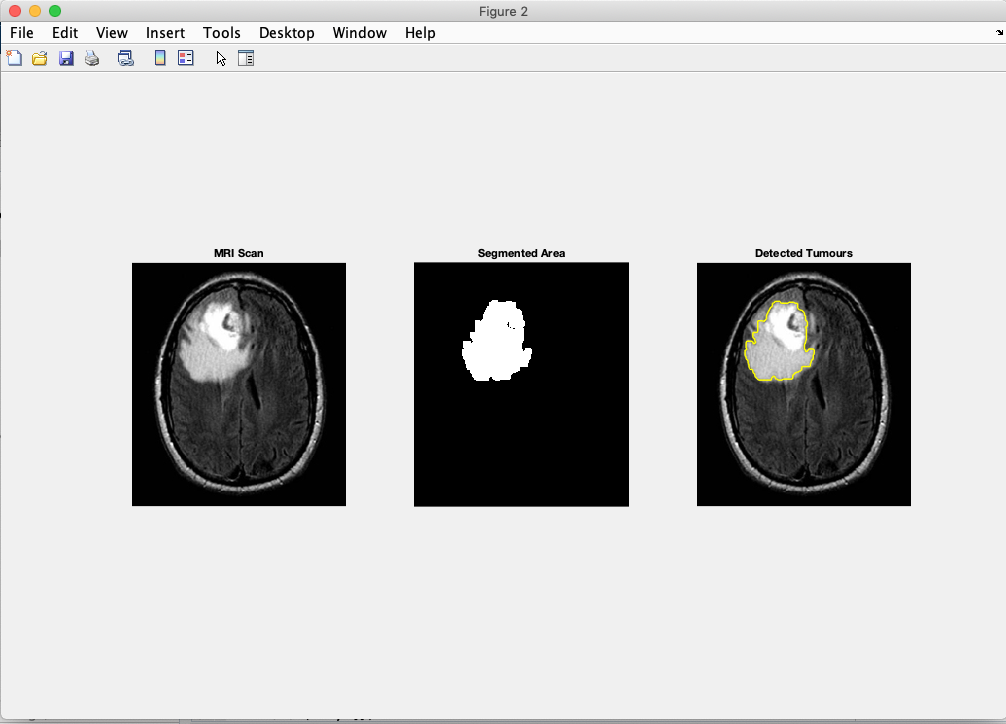 Figure 2
File Edit View Insert Tools Desktop Window Help
MRI Scan
Segmented Area
Detected Tumours